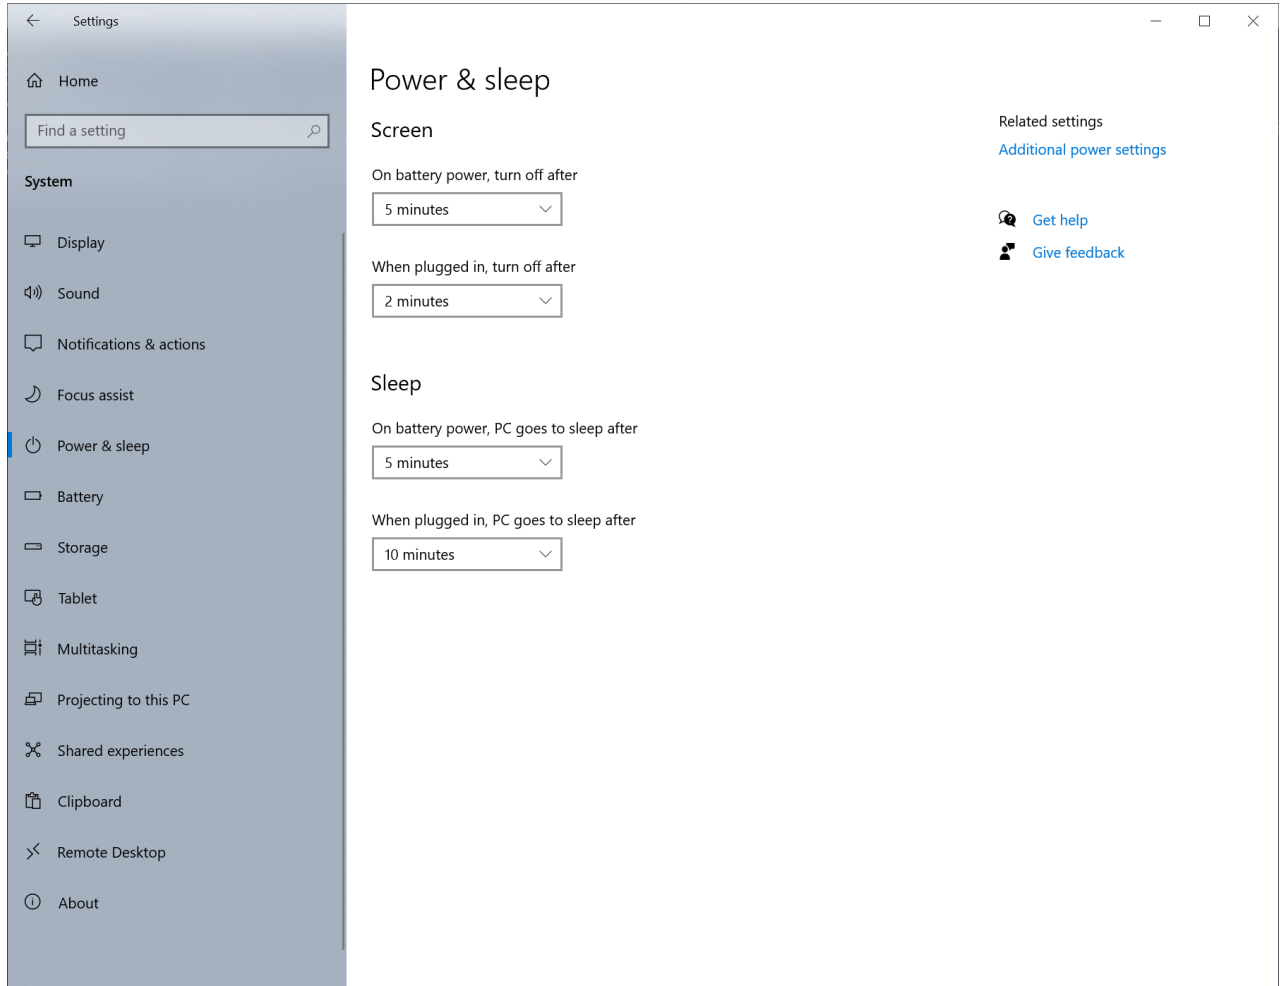 Settings
Home
Find a setting
System
Display
Sound
Notifications & actions
Focus assist
Power & sleep
Battery
Storage
Tablet
Multitasking
Projecting to this PC
Shared experiences
Clipboard
Remote Desktop
About
Power & sleep
Screen
On battery power, turn off after
5 minutes
When plugged in, turn off after
2 minutes
Sleep
On battery power, PC goes to sleep after
5 minutes
When plugged in, PC goes to sleep after
10 minutes
Related settings
Additional power settings
Get help
Give feedback